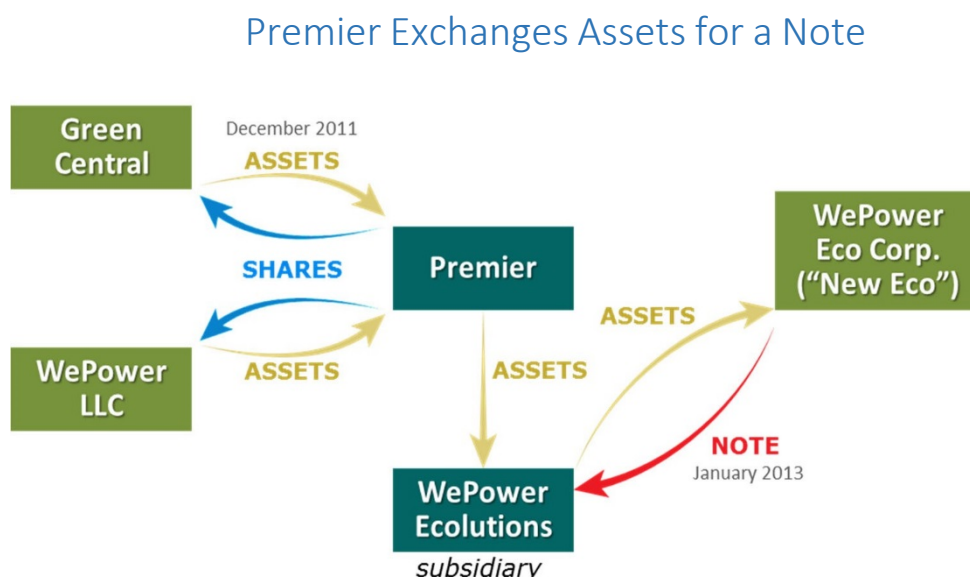 Premier Exchanges Assets for a Note
Green
Central
December 2011
ASSETS
SHARES
WePower
LLC
ASSETS
Premier
ASSETS
WePower
Ecolutions
subsidiary
ASSETS
WePower
Eco Corp.
(“New Eco”)
NOTE
January 2013